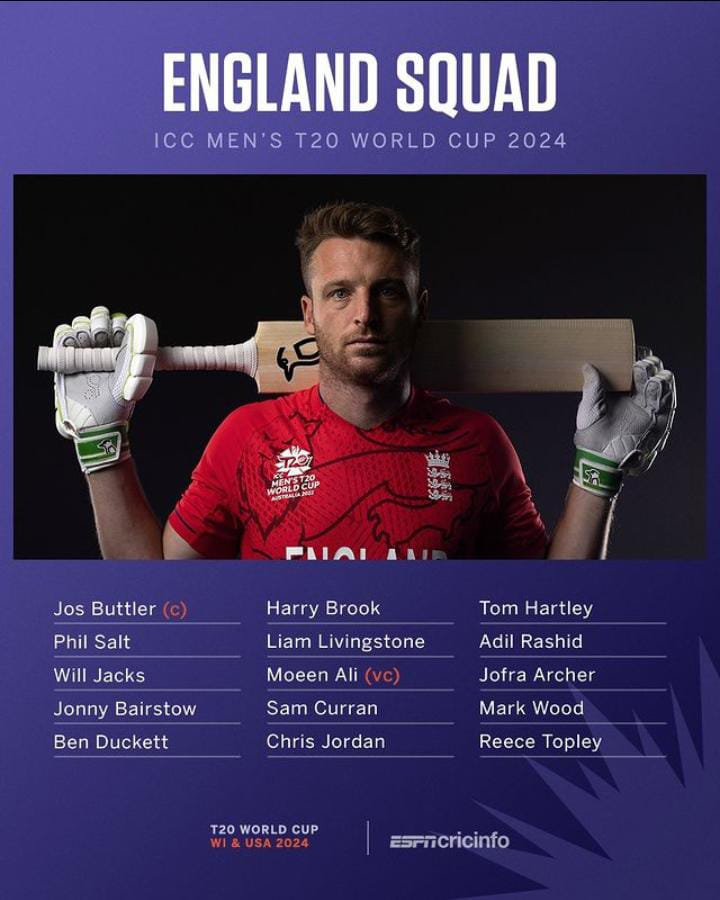 ENGLAND SQUAD
ICC MEN'S T20 WORLD CUP 2024
ICC
T20
MEN'S T20
WORLD CUP
AUSTRALIA 2022
ENGLAND
Jos Buttler (c)
Phil Salt
Will Jacks
Jonny Bairstow
Ben Duckett
Harry Brook
Liam Livingstone
Moeen Ali (vc)
Sam Curran
Chris Jordan
Tom Hartley
Adil Rashid
Jofra Archer
Mark Wood
Reece Topley
T20 WORLD CUP
WI & USA 2024
ESPNcricinfo